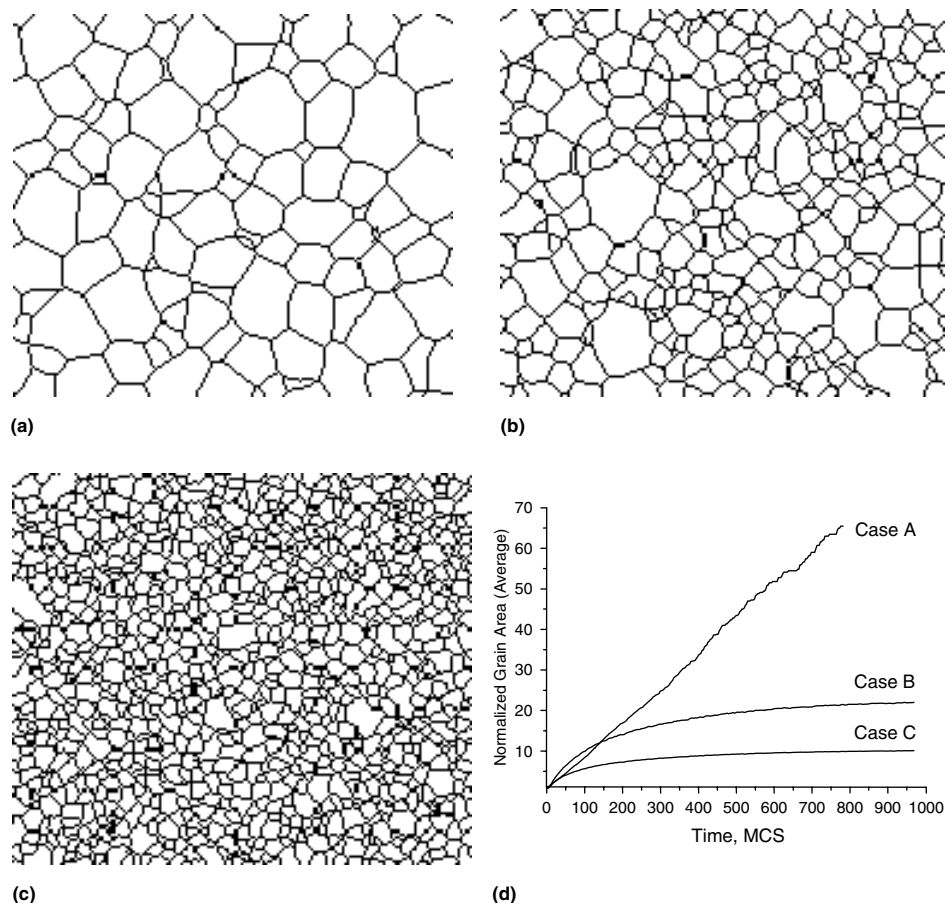 (a)
(b)
(c)
(d)
Normalized Grain Area (Average)
70
60
50
40
30
20
10
Case A
Case B
Case C
0 100 200 300 400 500 600 700 800 900 1000
Time, MCS